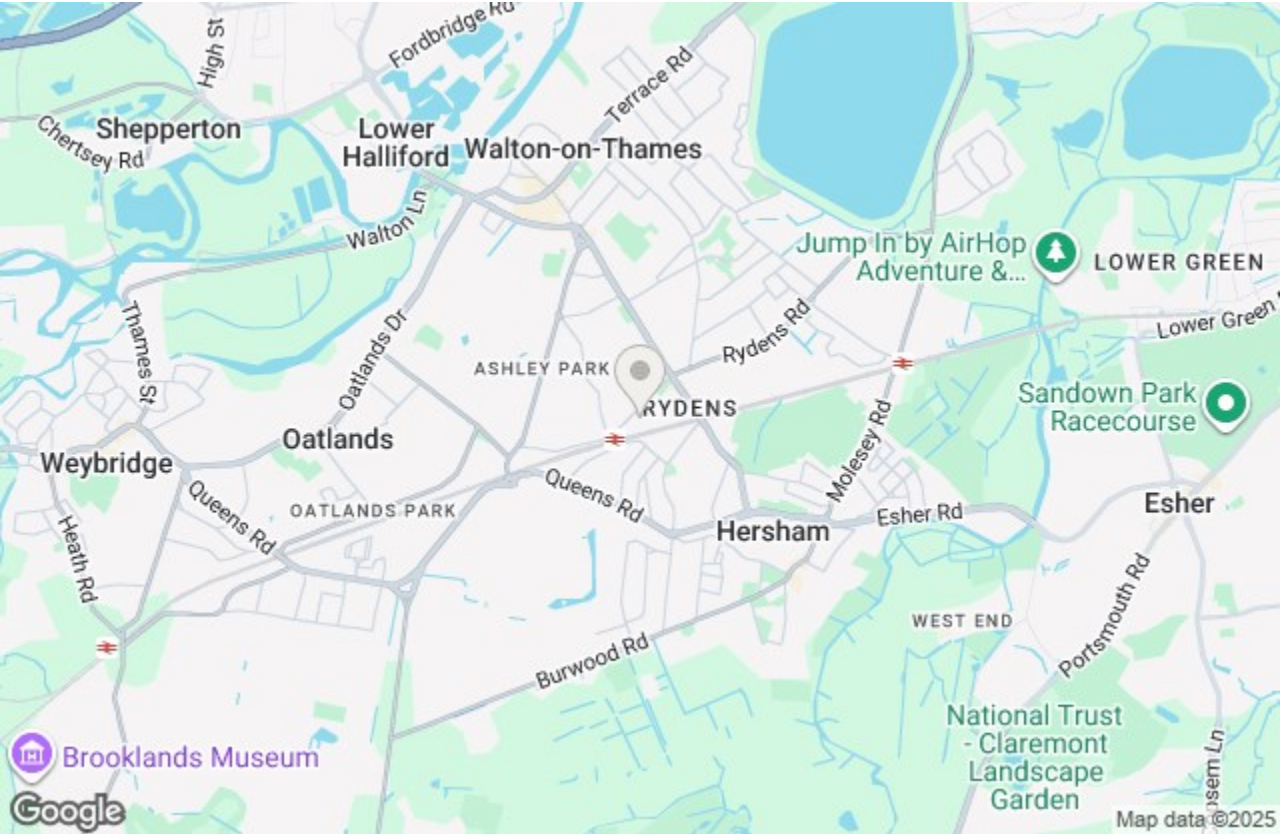 Fordbridge Rd
High St
Terrace Rd
Shepperton
Chertsey Rd
Lower
Halliford
Walton-on-Thames
Walton Ln
Jump In by AirHop
Adventure &...
LOWER GREEN
Thames St
Oatlands Dr
Rydens Rd
Lower Green
ASHLEY PARK
RYDENS
Sandown Park
Racecourse
Oatlands
Weybridge
Molesey Rd
Queens Rd
Queens Rd
OATLANDS PARK
Esher Rd
Esher
Hersham
Heath Rd
WEST END
Portsmouth Rd
Burwood Rd
National Trust
- Claremont
Landscape
Garden
Brooklands Museum
Ln
Google
Map data ©2025